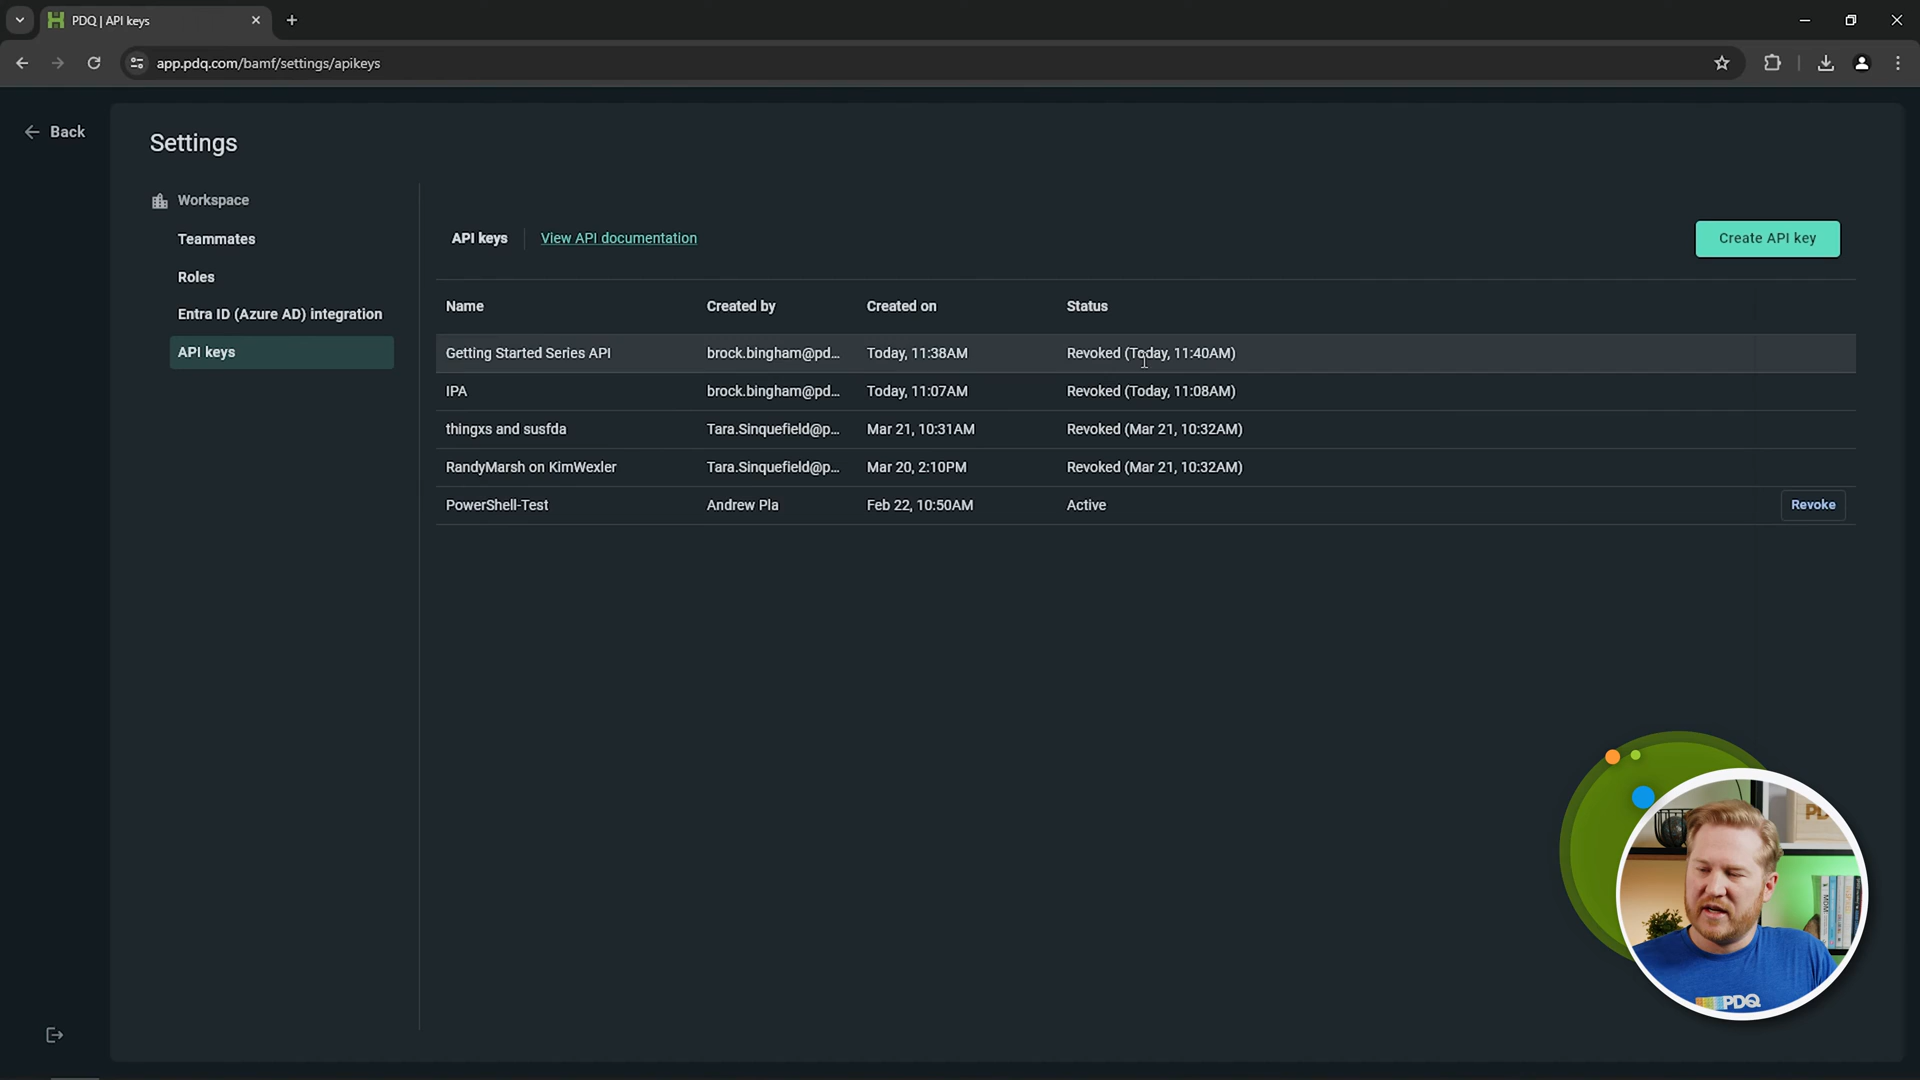 PDQ | API keys
app.pdq.com/bamf/settings/apikeys
Back
Settings
Workspace
Teammates
Roles
Entra ID (Azure AD) integration
API keys
API keys
View API documentation
Create API key
Name Created by Created on Status
Getting Started Series API brock.bingham@pd... Today, 11:38AM Revoked (Today, 11:40AM)
IPA brock.bingham@pd... Today, 11:07AM Revoked (Today, 11:08AM)
thingxs and susfda Tara.Sinquefield@p... Mar 21, 10:31AM Revoked (Mar 21, 10:32AM)
RandyMarsh on KimWexler Tara.Sinquefield@p... Mar 20, 2:10PM Revoked (Mar 21, 10:32AM)
PowerShell-Test Andrew Pla Feb 22, 10:50AM Active Revoke
MDM
PDQ